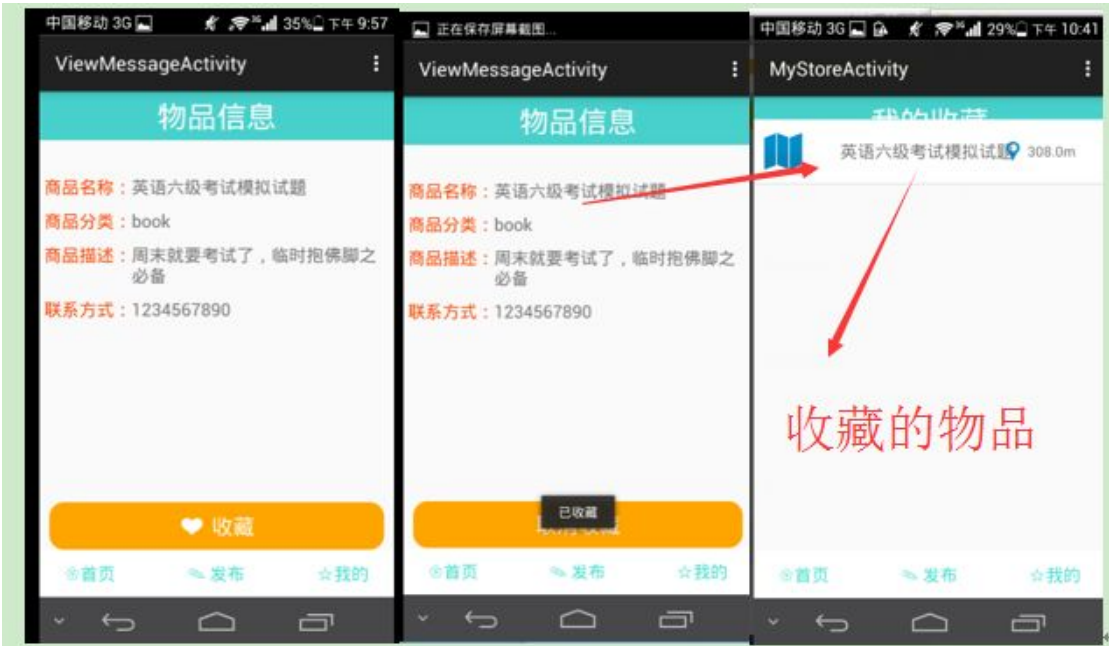 中国移动 3G 35% 下午 9:57
ViewMessageActivity
物品信息
商品名称：英语六级考试模拟试题
商品分类：book
商品描述：周末就要考试了，临时抱佛脚之
必备
联系方式：1234567890
收藏
首页 发布 ☆我的
正在保存屏幕截图...
ViewMessageActivity
物品信息
商品名称：英语六级考试模拟试题
商品分类：book
商品描述：周末就要考试了，临时抱佛脚之
必备
联系方式：1234567890
已收藏
取消收藏
首页 发布 ☆我的
中国移动 3G 29% 下午 10:41
MyStoreActivity
我的收藏
英语六级考试模拟试题 308.0m
收藏的物品
首页 发布 ☆我的